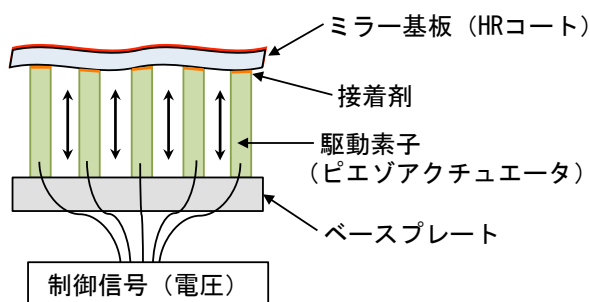 ミラー基板（HRコート）
接着剤
駆動素子
（ピエゾアクチュエータ）
ベースプレート
制御信号（電圧）